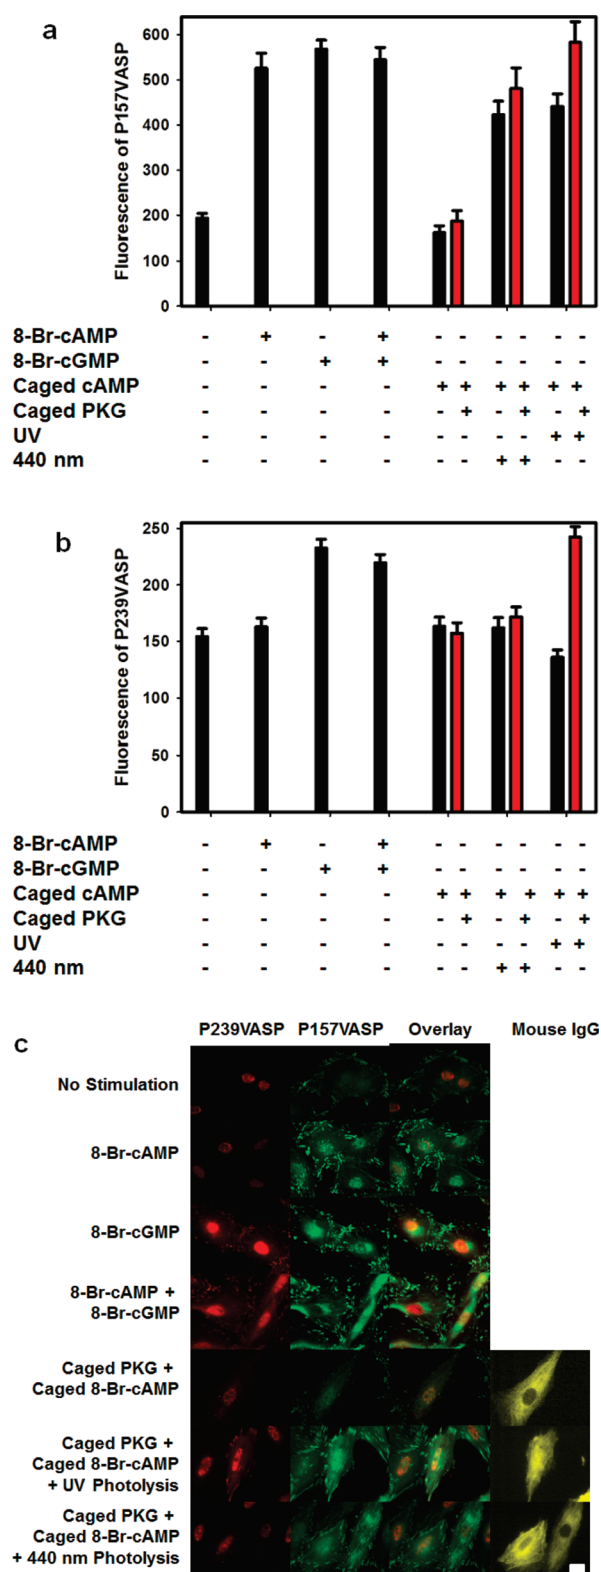 a
Fluorescence of P157VASP
600
500
400
300
200
100
0
8-Br-cAMP - + - + - - - - - -
8-Br-cGMP - - + + - - - - - -
Caged cAMP - - - - + + + + + +
Caged PKG - - - - - + - + - +
UV - - - - - - - - + +
440 nm - - - - - - + + - -
b
Fluorescence of P239VASP
250
200
150
100
50
0
8-Br-cAMP - + - + - - - - - -
8-Br-cGMP - - + + - - - - - -
Caged cAMP - - - - + + + + + +
Caged PKG - - - - - + - + - +
UV - - - - - - - - + +
440 nm - - - - - - + + - -
c
P239VASP P157VASP Overlay Mouse IgG
No Stimulation
8-Br-cAMP
8-Br-cGMP
8-Br-cAMP +
8-Br-cGMP
Caged PKG +
Caged 8-Br-cAMP
Caged PKG +
Caged 8-Br-cAMP
+ UV Photolysis
Caged PKG +
Caged 8-Br-cAMP
+ 440 nm Photolysis